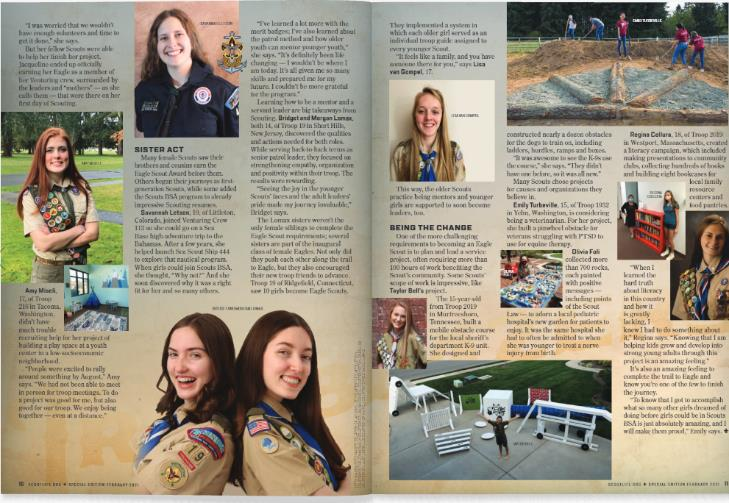 "I was worried that we wouldn't
have enough volunteers and time to
get it done," she says.
But her fellow Scouts were able
to help her finish her project.
Jacqueline ended up officially
earning her Eagle as a member of
her Venturing crew, surrounded by
the leaders and "mothers" — as she
calls them — that were there on her
first day of Scouting.
Amy Miseli,
17, of Troop
in Tacoma,
Washington,
didn't have
much trouble
recruiting help for her project of
building a play space at a youth
center in a low-socioeconomic
neighborhood.
"People were excited to rally
around something by August," Amy
says. "We had not been able to meet
in person for troop meetings. To do
a project was good for me, but also
good for our troop. We enjoy being
together — even at a distance."
SISTER ACT
Many female Scouts saw their
brothers and cousins earn the
Eagle Scout Award before them.
Others begin their journeys as first-
generation Scouts, while some added
the Scouts BSA program to already
impressive Scouting resumes.
of Littleton,
Colorado, joined Venturing Crew
so she could go on a Sea
Base high-adventure trip to the
Bahamas. After a few years, she
helped launch Sea Scout Ship 444
to explore that nautical program.
When girls could join Scouts BSA,
she thought, "Why not?" And she
soon discovered why it was a right
fit for her and so many others.
"I've learned a lot more with the
merit badges; I've also learned about
the patrol method and how older
youth can mentor younger youth,"
she says. "It's definitely been life
changing — I wouldn't be where I
am today. It's all given me so many
skills and prepared me for my
future. I couldn't be more grateful
for the program."
Learning how to be a mentor and a
servant leader are big takeaways from
Scouting. Bridget and Morgan Lomax,
both 14, of Troop 19 in Short Hills,
New Jersey, discovered the qualities
and actions needed for both roles.
While serving back-to-back terms as
senior patrol leader, they focused on
strengthening empathy, organization
and positivity within their troop. The
results were rewarding.
"Seeing the joy in the younger
Scouts' faces and the adult leaders'
pride made my journey invaluable,"
Bridget says.
The Lomax sisters weren't the
only female siblings to complete the
Eagle Scout requirements; several
sisters are part of the inaugural
class of female Eagles. Not only did
they push each other along the trail
to Eagle, but they also encouraged
their new troop friends to advance.
Troop 19 of Ridgefield, Connecticut,
saw 10 girls become Eagle Scouts.
SCOUTLIFE.ORG ✦ SPECIAL EDITION FEBRUARY 2021
They implemented a system in
which each older girl served as an
individual troop guide assigned to
every younger Scout.
"It feels like a family, and you have
someone there for you," says Lisa
van Gompel, 17.
This way, the older Scouts
practice being mentors and younger
girls are supported to soon become
leaders, too.
BEING THE CHANGE
One of the more challenging
requirements to becoming an Eagle
Scout is to plan and lead a service
project, often requiring more than
100 hours of work benefiting the
Scout's community. Some Scouts'
scope of work is impressive, like
Taylor Bell's project.
The 15-year-old
from Troop 2019
in Murfreesboro,
Tennessee, built a
mobile obstacle course
for the local sheriff's
department K-9 unit.
She designed and
EMILY TURBEVILLE
constructed nearly a dozen obstacles
for the dogs to train on, including
ladders, hurdles, ramps and boxes.
"It was awesome to see the K-9s use
the course," she says. "They didn't
have one before, so it was all new."
Many Scouts chose projects
for causes and organizations they
believe in.
Emily Turbeville, 15, of Troop 1932
in Yelm, Washington, is considering
being a veterinarian. For her project,
she built a pinwheel obstacle for
veterans struggling with PTSD to
use for equine therapy.
Olivia Foli
collected more
than 700 rocks,
each painted
with positive
messages —
including points
of the Scout
Law — to adorn a local pediatric
hospital's new garden for patients to
enjoy. It was the same hospital she
had to often be admitted to when
she was younger to treat a nerve
injury from birth.
Regina Collura, 18, of Troop 2019
in Westport, Massachusetts, created
a literacy campaign, which included
making presentations to community
clubs, collecting hundreds of books
and building eight bookcases for
local family
resource
centers and
food pantries.
"When I
learned the
hard truth
about literacy
in this country
and how it
is greatly
lacking, I
knew I had to do something about
it," Regina says. "Knowing that I am
helping kids grow and develop into
strong young adults through this
project is an amazing feeling."
It's also an amazing feeling to
complete the trail to Eagle and
know you're one of the few to finish
the journey.
"To know that I got to accomplish
what so many other girls dreamed of
doing before girls could be in Scouts
BSA is just absolutely amazing, and I
will make them proud," Emily says.
SCOUTLIFE.ORG ✦ SPECIAL EDITION FEBRUARY 2021